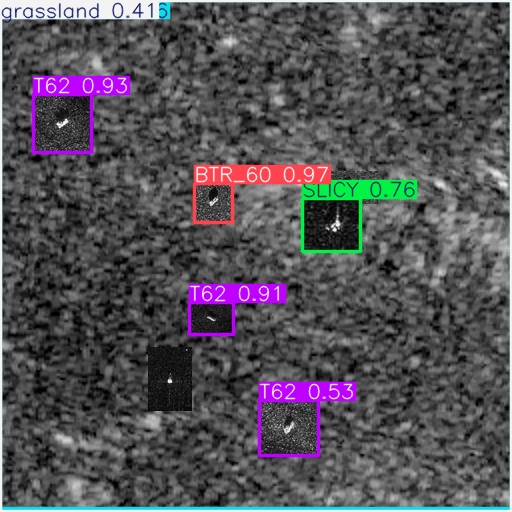 grassland 0.416
T62 0.93
BTR_60 0.97
SLICY 0.76
T62 0.91
T62 0.53